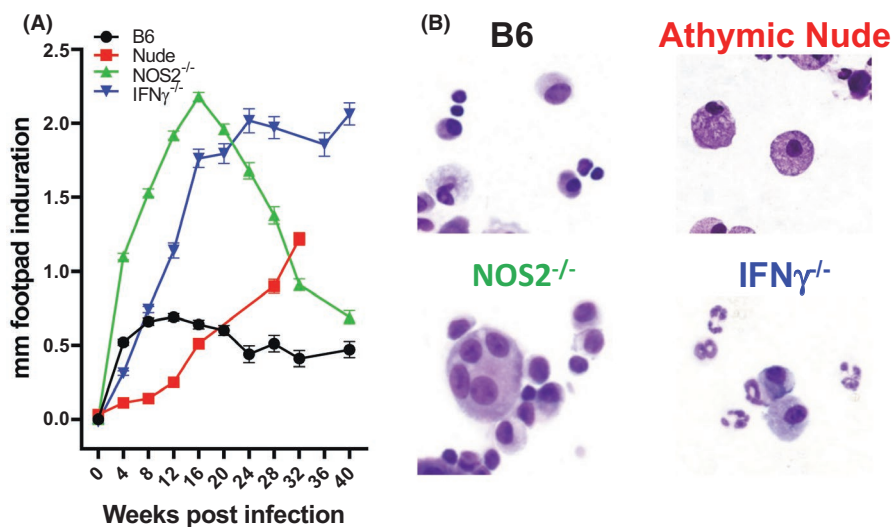 (A)
B6
Nude
NOS2-/-
IFNγ-/-
mm footpad induration
2.5
2.0
1.5
1.0
0.5
0.0
0 4 8 12 16 20 24 28 32 36 40
Weeks post infection
(B)
B6
Athymic Nude
NOS2-/-
IFNγ-/-